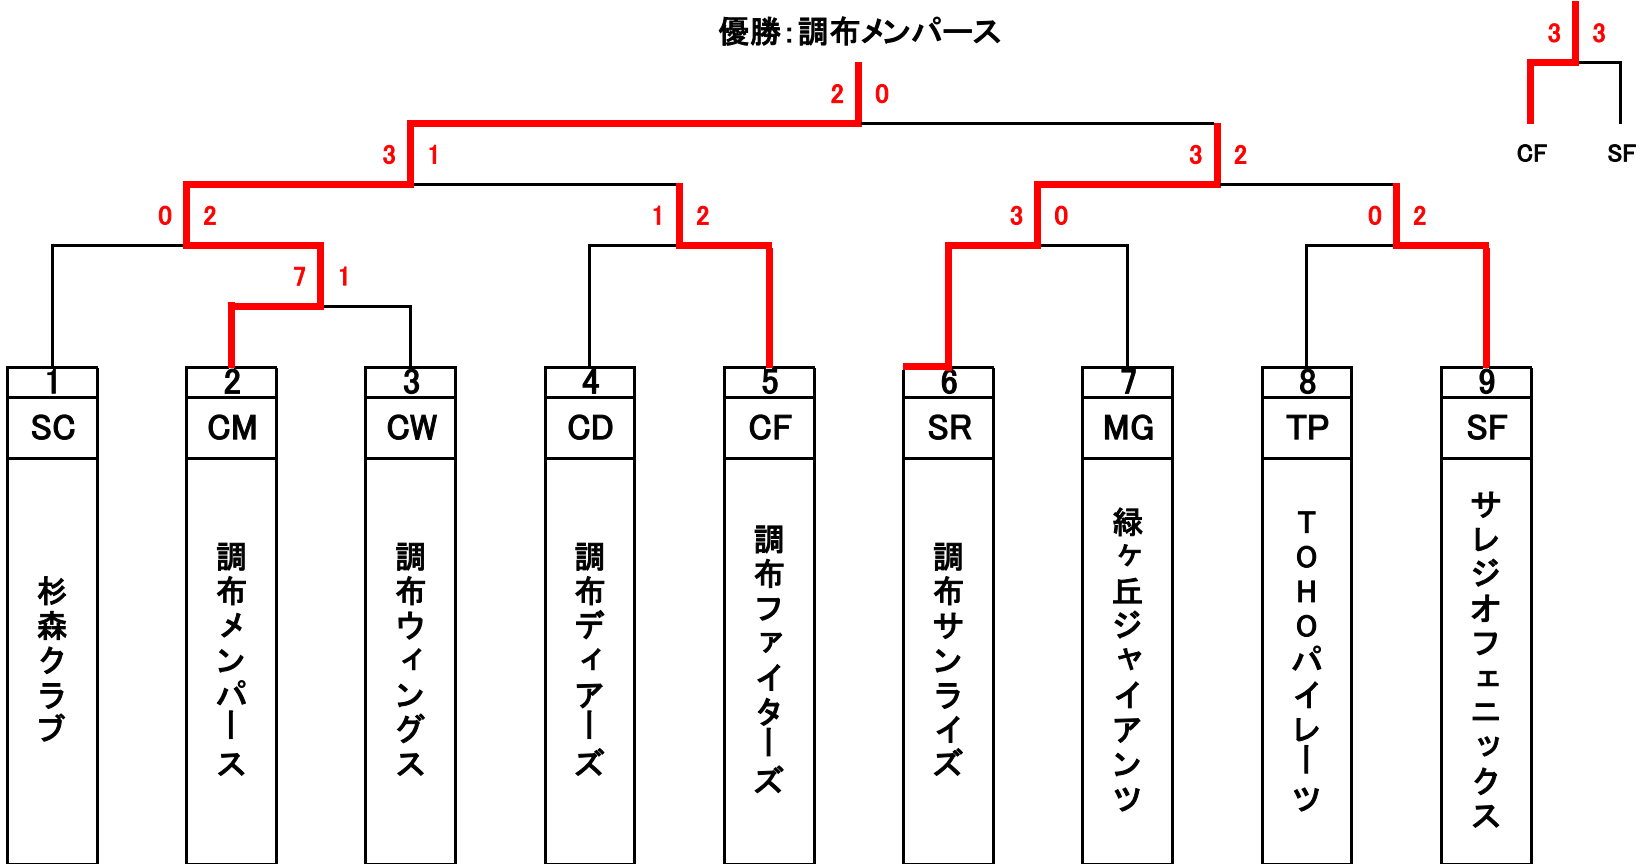 優勝：調布メンパース
3 3
2 0
CF SF
3 1 3 2
0 2 1 2 3 0 0 2
7 1
1 2 3 4 5 6 7 8 9
SC CM CW CD CF SR MG TP SF
杉森クラブ
調布メンパース
調布ウィングス
調布ディアーズ
調布ファイターズ
調布サンライズ
緑ヶ丘ジャイアンツ
TOHOパイレーツ
サレジオフェニックス